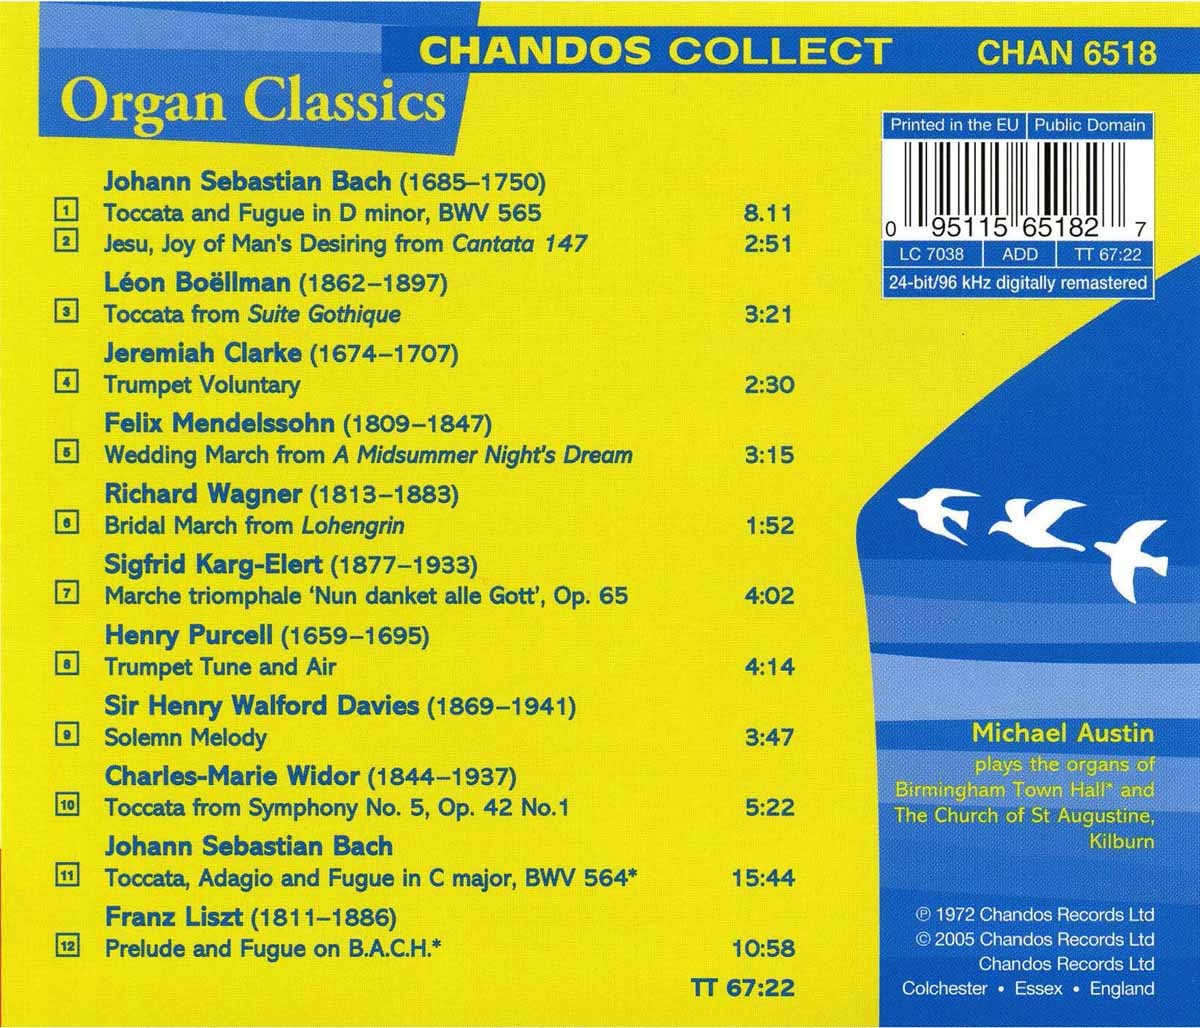 CHANDOS COLLECT CHAN 6518
Organ Classics
Printed in the EU Public Domain
0 95115 65182 7
LC 7038 ADD TT 67:22
24-bit/96 kHz digitally remastered
Johann Sebastian Bach (1685–1750)
1 Toccata and Fugue in D minor, BWV 565 8.11
2 Jesu, Joy of Man's Desiring from Cantata 147 2:51
Léon Boëllman (1862–1897)
3 Toccata from Suite Gothique 3:21
Jeremiah Clarke (1674–1707)
4 Trumpet Voluntary 2:30
Felix Mendelssohn (1809–1847)
5 Wedding March from A Midsummer Night's Dream 3:15
Richard Wagner (1813–1883)
6 Bridal March from Lohengrin 1:52
Sigfrid Karg-Elert (1877–1933)
7 Marche triomphale ‘Nun danket alle Gott’, Op. 65 4:02
Henry Purcell (1659–1695)
8 Trumpet Tune and Air 4:14
Sir Henry Walford Davies (1869–1941)
9 Solemn Melody 3:47
Charles-Marie Widor (1844–1937)
10 Toccata from Symphony No. 5, Op. 42 No.1 5:22
Johann Sebastian Bach
11 Toccata, Adagio and Fugue in C major, BWV 564* 15:44
Franz Liszt (1811–1886)
12 Prelude and Fugue on B.A.C.H.* 10:58
TT 67:22
Michael Austin
plays the organs of
Birmingham Town Hall* and
The Church of St Augustine,
Kilburn
℗ 1972 Chandos Records Ltd
© 2005 Chandos Records Ltd
Chandos Records Ltd
Colchester • Essex • England